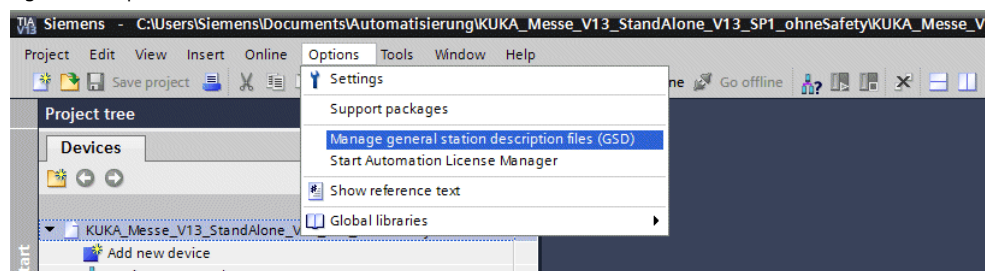 Siemens - C:\Users\Siemens\Documents\Automatisierung\KUKA_Messe_V13_StandAlone_V13_SP1_ohneSafety\KUKA_Messe_V
Project Edit View Insert Online Options Tools Window Help
Save project Go offline
Settings
Support packages
Manage general station description files (GSD)
Start Automation License Manager
Show reference text
Global libraries
Project tree
Devices
KUKA_Messe_V13_StandAlone_V
Add new device